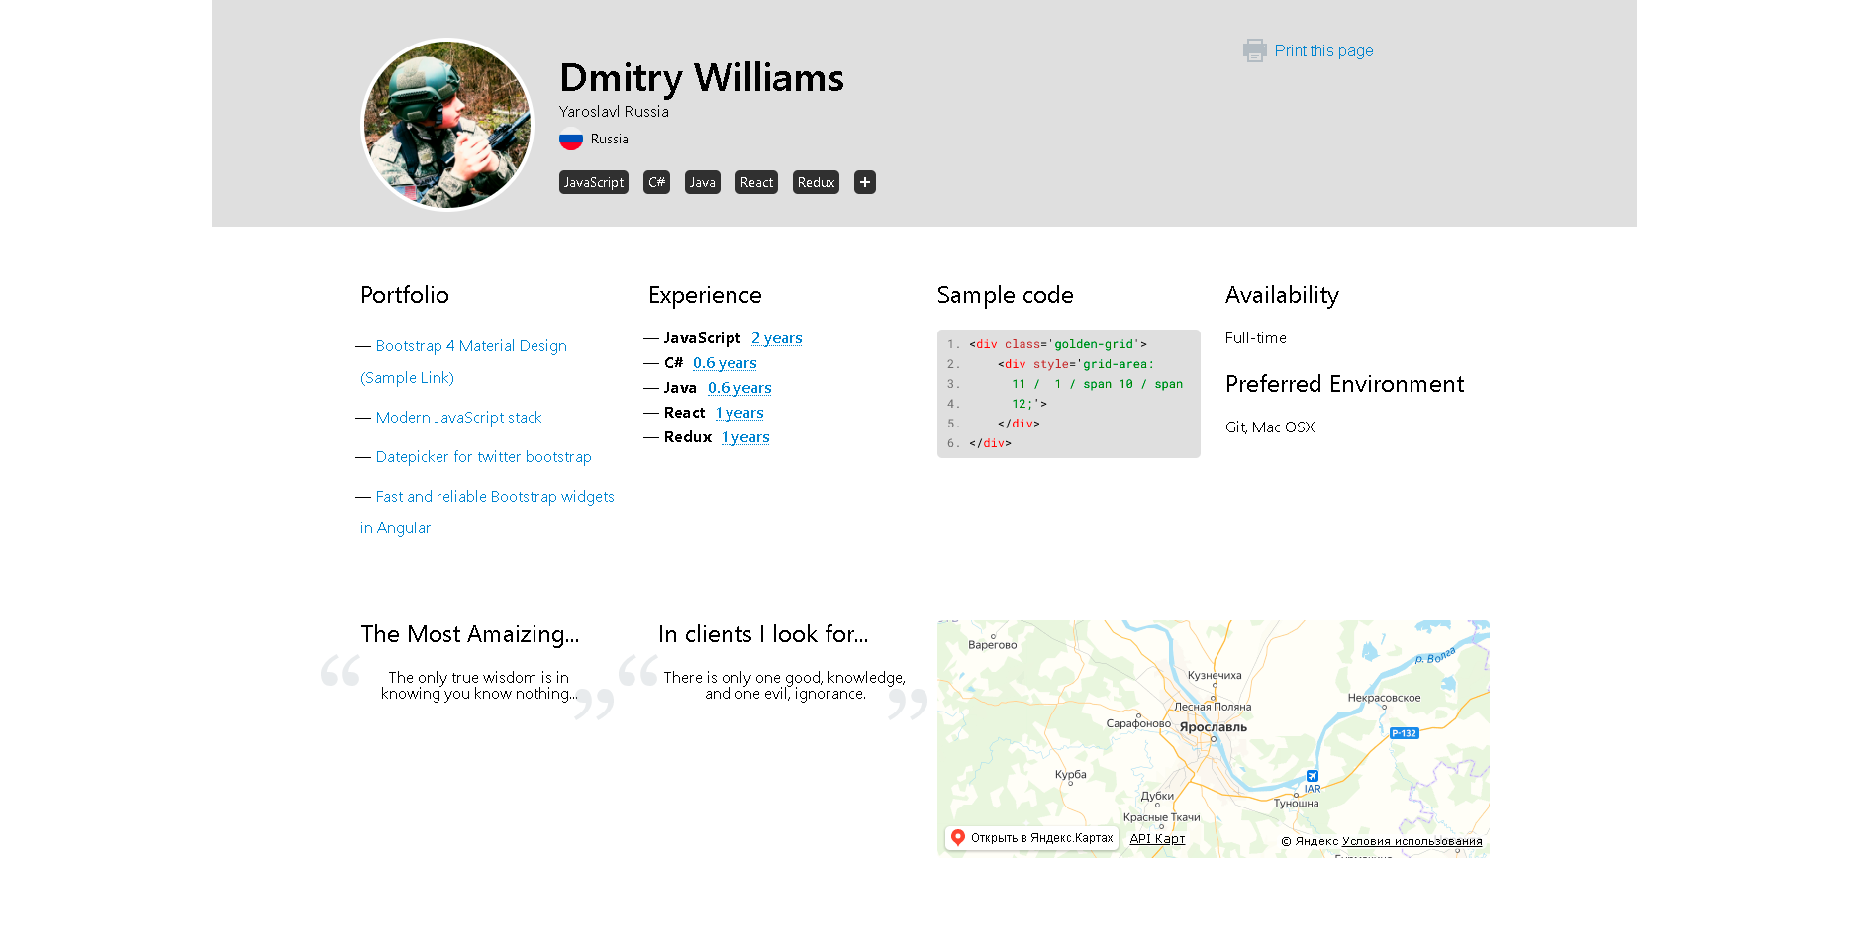 Dmitry Williams
Yaroslavl Russia
Russia
JavaScript C# Java React Redux +
Print this page
Portfolio
— Bootstrap 4 Material Design
(Sample Link)
— Modern JavaScript stack
— Datepicker for twitter bootstrap
— Fast and reliable Bootstrap widgets
in Angular
Experience
— JavaScript 2 years
— C# 0.6 years
— Java 0.6 years
— React 1 years
— Redux 1 years
Sample code
1. <div class='golden-grid'>
2. <div style='grid-area:
3. 11 / 1 / span 10 / span
4. 12;'>
5. </div>
6. </div>
Availability
Full-time
Preferred Environment
Git, Mac OSX
The Most Amaizing...
“ The only true wisdom is in
knowing you know nothing... ”
In clients I look for...
“ There is only one good, knowledge,
and one evil, ignorance. ”
Варегово
р. Волга
Кузнечиха
Некрасовское
Лесная Поляна
Сарафоново
Ярославль
Р-132
Курба
IAR
Дубки
Туношна
Красные Ткачи
Открыть в Яндекс.Картах
API Карт
© Яндекс Условия использования